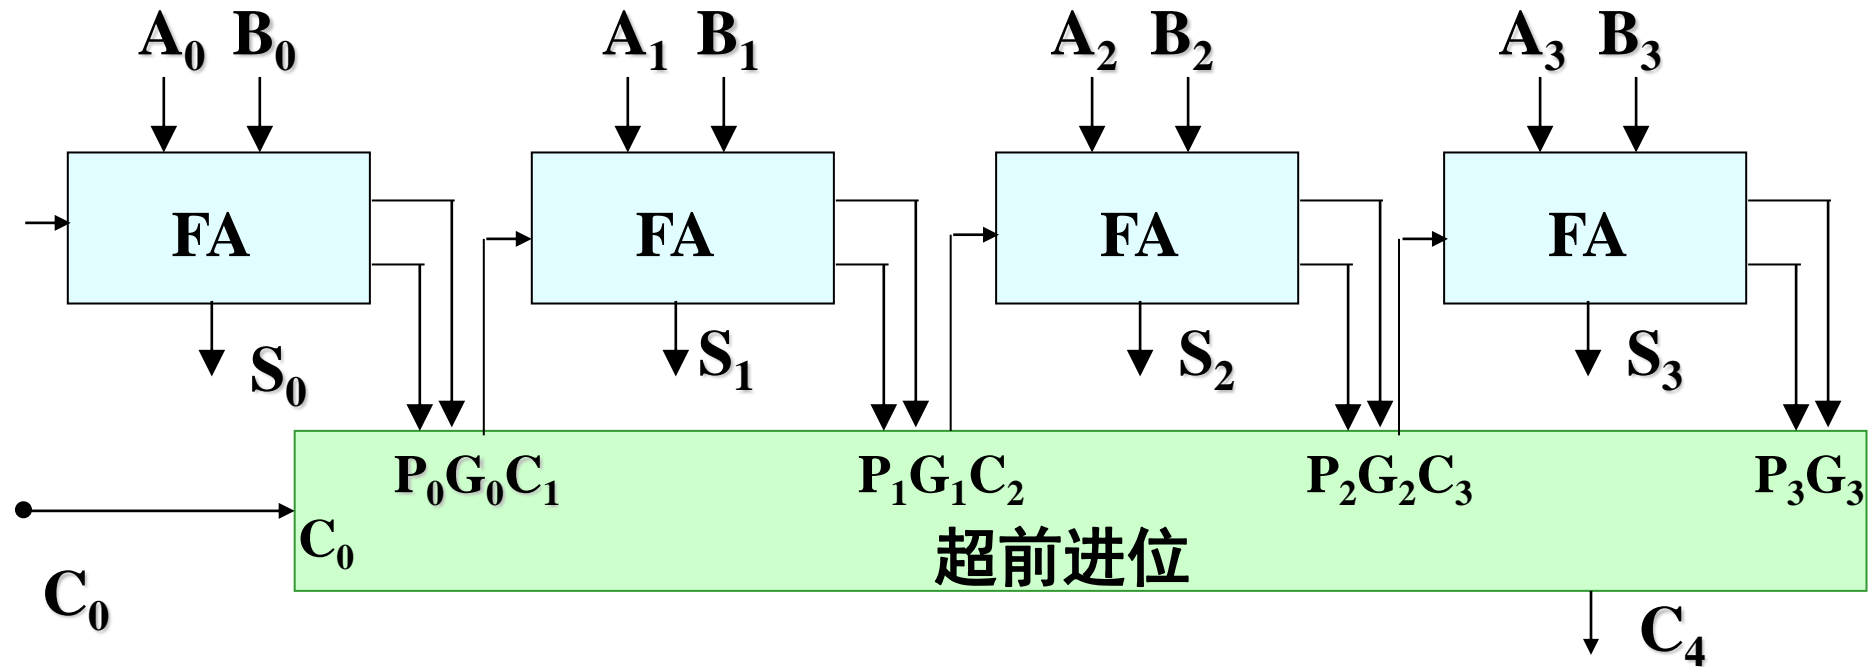 A₀ B₀ A₁ B₁ A₂ B₂ A₃ B₃
FA FA FA FA
S₀ S₁ S₂ S₃
P₀G₀C₁ P₁G₁C₂ P₂G₂C₃ P₃G₃
C₀
超前进位
C₀ C₄